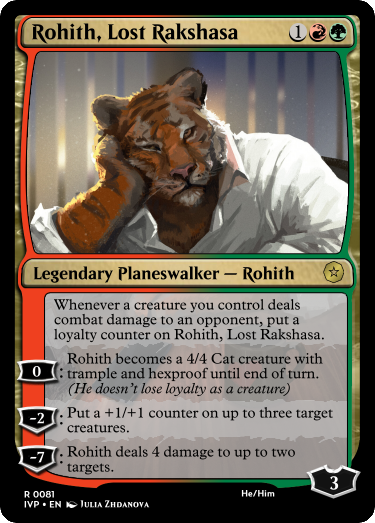 Rohith, Lost Rakshasa 1
Legendary Planeswalker — Rohith
Whenever a creature you control deals
combat damage to an opponent, put a
loyalty counter on Rohith, Lost Rakshasa.
0: Rohith becomes a 4/4 Cat creature with
trample and hexproof until end of turn.
(He doesn't lose loyalty as a creature)
-2: Put a +1/+1 counter on up to three target
creatures.
-7: Rohith deals 4 damage to up to two
targets.
3
R 0081 He/Him
IVP • EN Julia Zhdanova